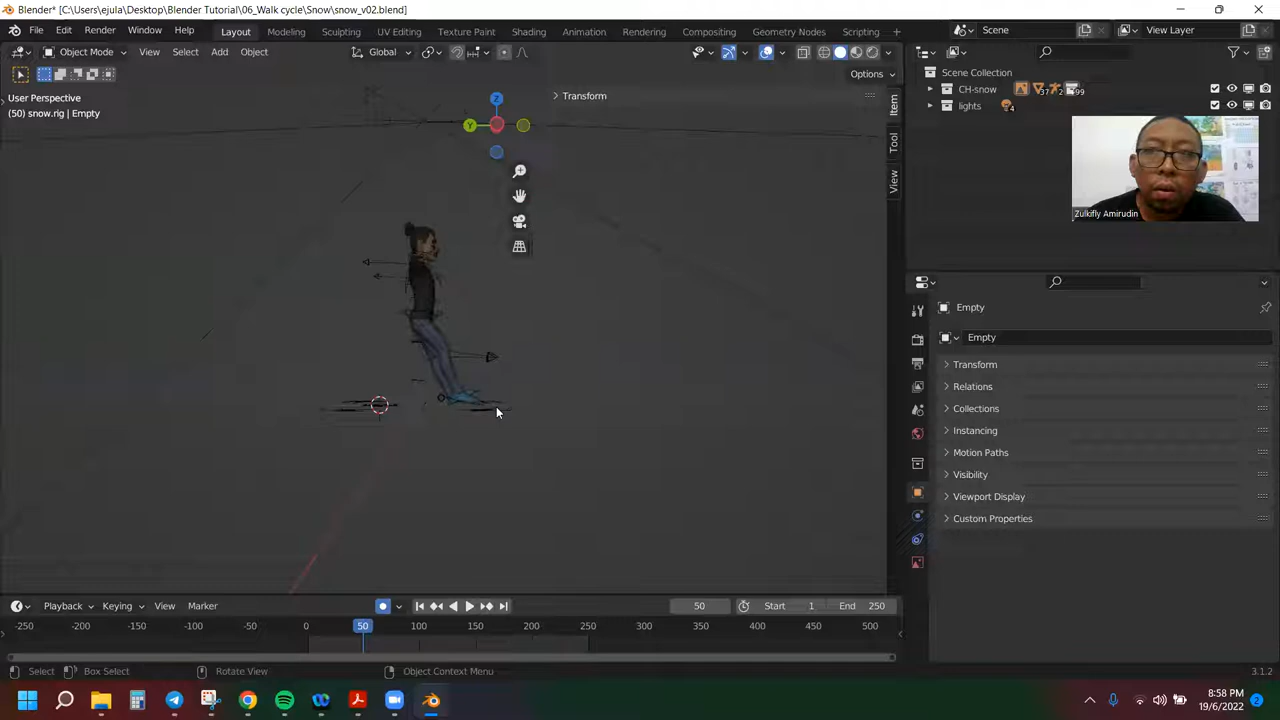 Blender* [C:\Users\ejula\Desktop\Blender Tutorial\06_Walk cycle\Snow\snow_v02.blend]
File Edit Render Window Help Layout Modeling Sculpting UV Editing Texture Paint Shading Animation Rendering Compositing Geometry Nodes Scripting + Scene View Layer
Object Mode View Select Add Object Global
Options
User Perspective
(50) snow.rig | Empty
Transform
Z
Y
Item
Tool
View
Scene Collection
CH-snow 37 2 99
lights 4
Zulkifly Amirudin
Empty
Empty
Transform
Relations
Collections
Instancing
Motion Paths
Visibility
Viewport Display
Custom Properties
Playback Keying View Marker 50 Start 1 End 250
-250 -200 -150 -100 -50 0 50 100 150 200 250 300 350 400 450 500
Select Box Select Rotate View Object Context Menu 3.1.2
8:58 PM
19/6/2022
2